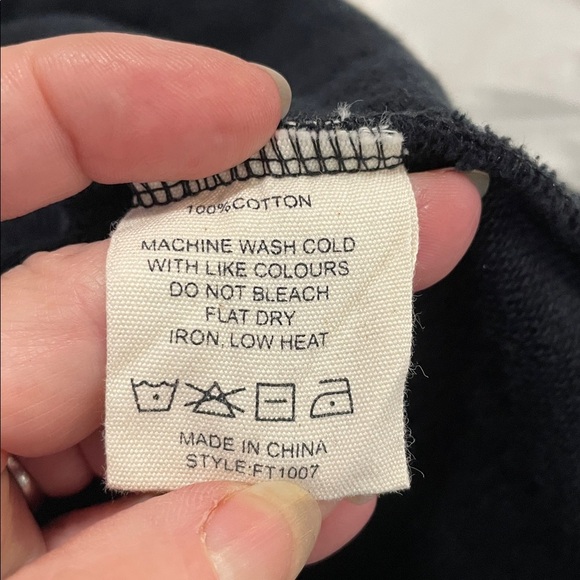 100%COTTON
MACHINE WASH COLD
WITH LIKE COLOURS
DO NOT BLEACH
FLAT DRY
IRON, LOW HEAT
MADE IN CHINA
STYLE:FT1007